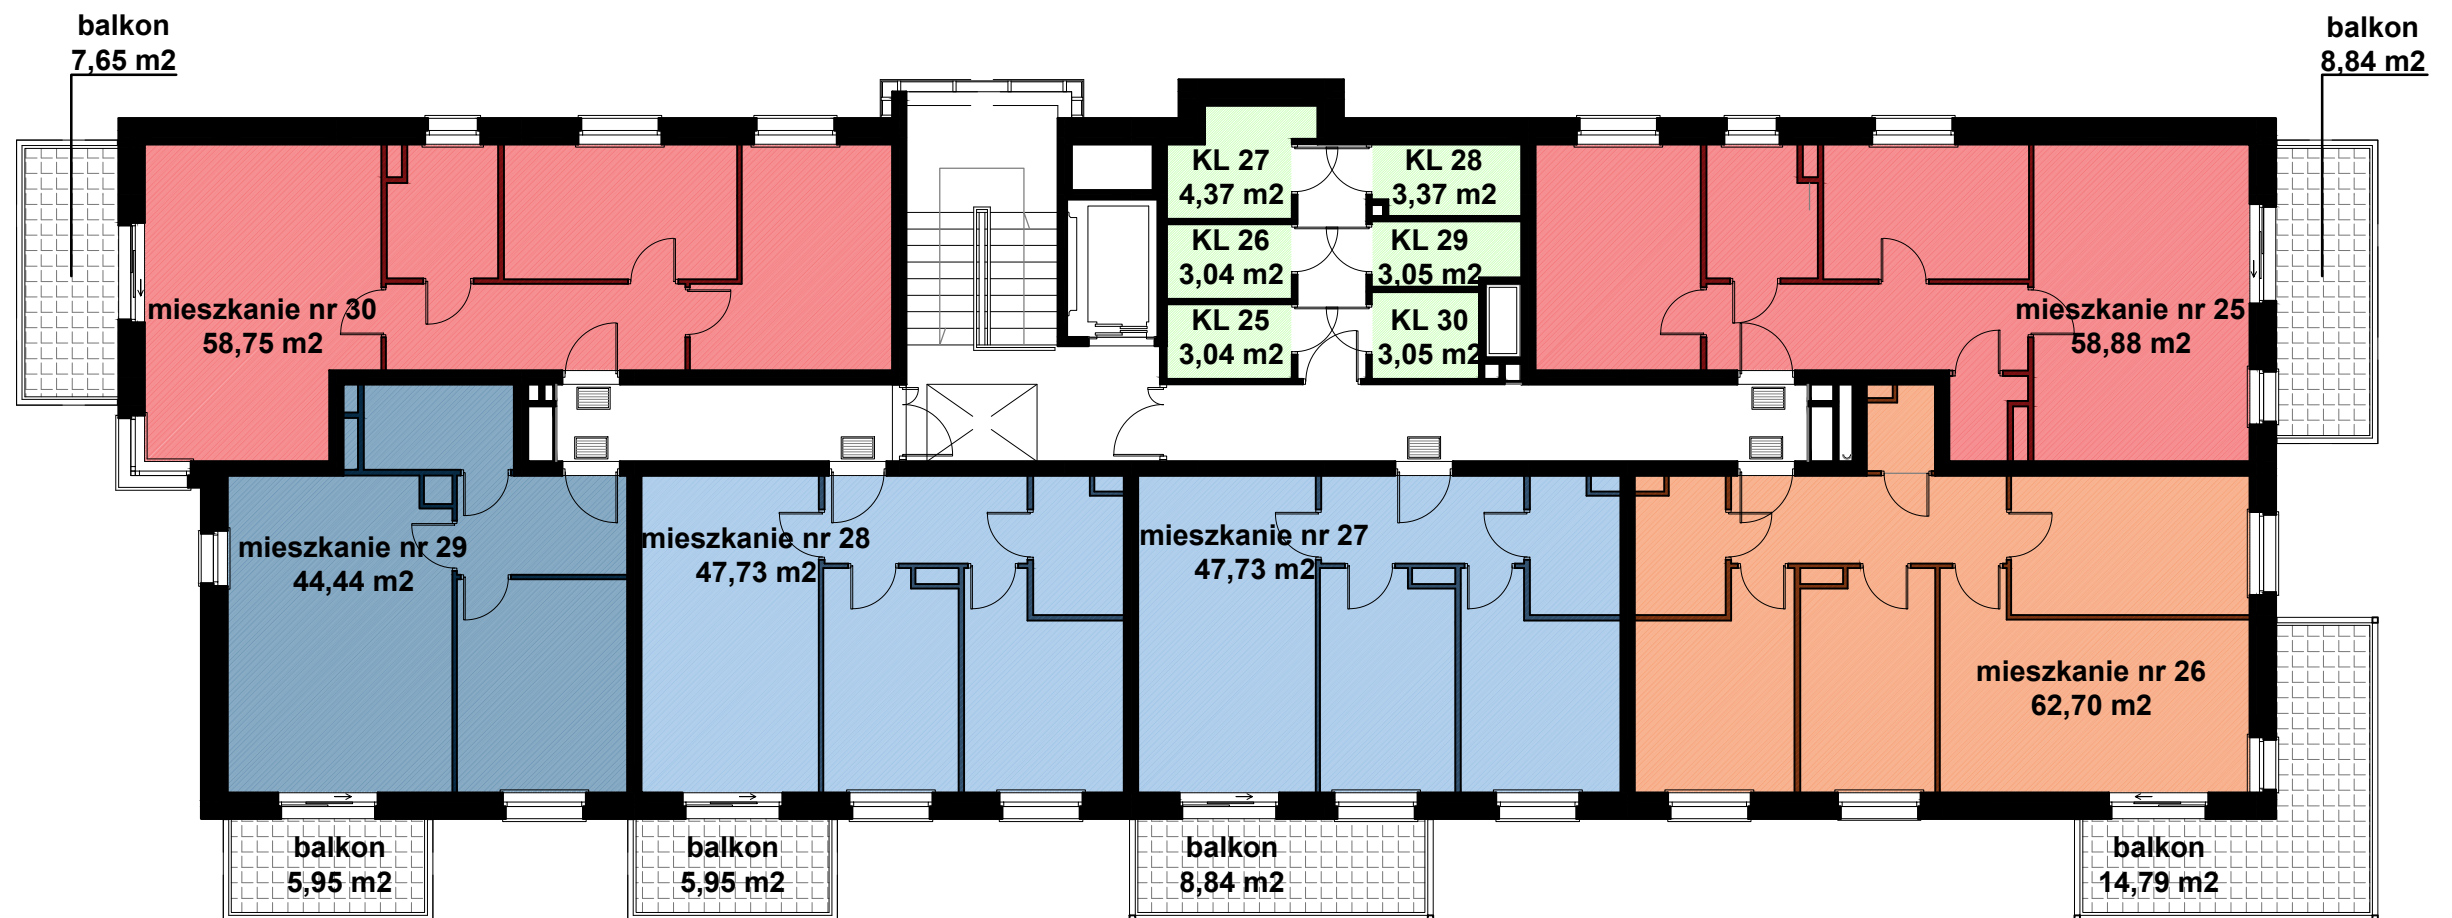 balkon
7,65 m2
balkon
8,84 m2
KL 27
4,37 m2
KL 28
3,37 m2
KL 26
3,04 m2
KL 29
3,05 m2
KL 25
3,04 m2
KL 30
3,05 m2
mieszkanie nr 30
58,75 m2
mieszkanie nr 25
58,88 m2
mieszkanie nr 29
44,44 m2
mieszkanie nr 28
47,73 m2
mieszkanie nr 27
47,73 m2
mieszkanie nr 26
62,70 m2
balkon
5,95 m2
balkon
5,95 m2
balkon
8,84 m2
balkon
14,79 m2